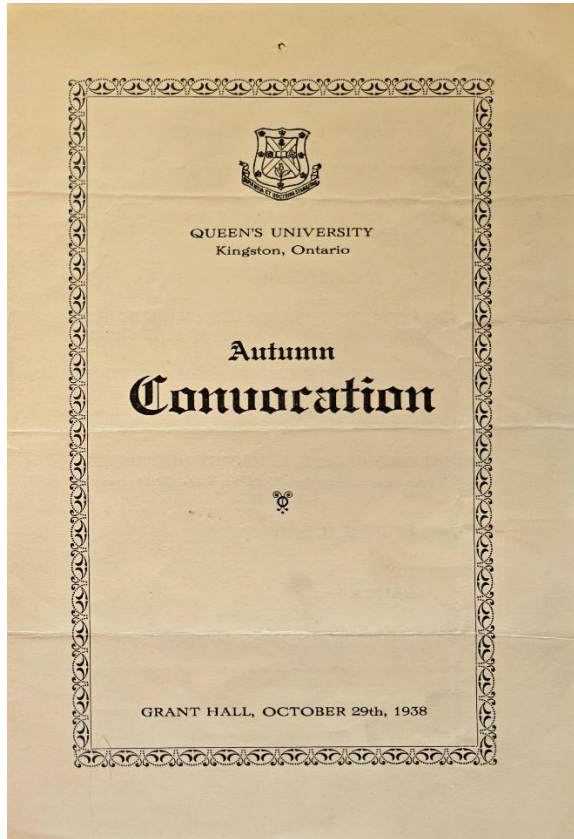 QUEEN'S UNIVERSITY
Kingston, Ontario
Autumn
Convocation
GRANT HALL, OCTOBER 29th, 1938